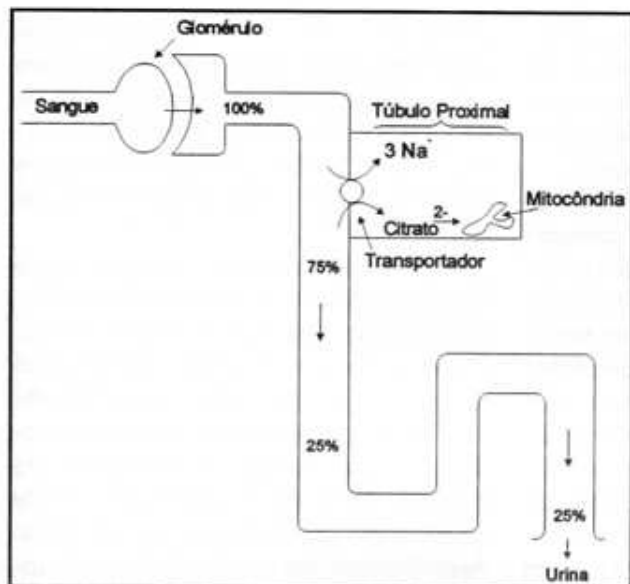 Glomérulo
Sangue
100%
Túbulo Proximal
3 Na⁻
Mitocôndria
Citrato 2-
Transportador
75%
25%
25%
Urina